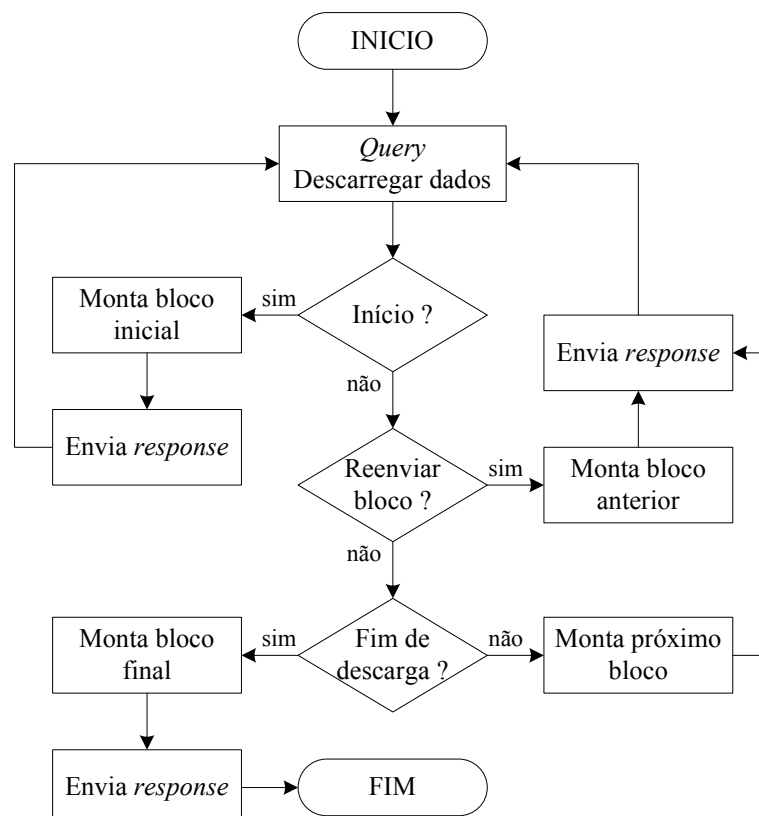 INICIO
Query
Descarregar dados
Monta bloco
inicial
sim
Início ?
Envia response
não
Envia response
Reenviar
bloco ?
sim
Monta bloco
anterior
não
Monta bloco
final
sim
Fim de
descarga ?
não
Monta próximo
bloco
Envia response
FIM